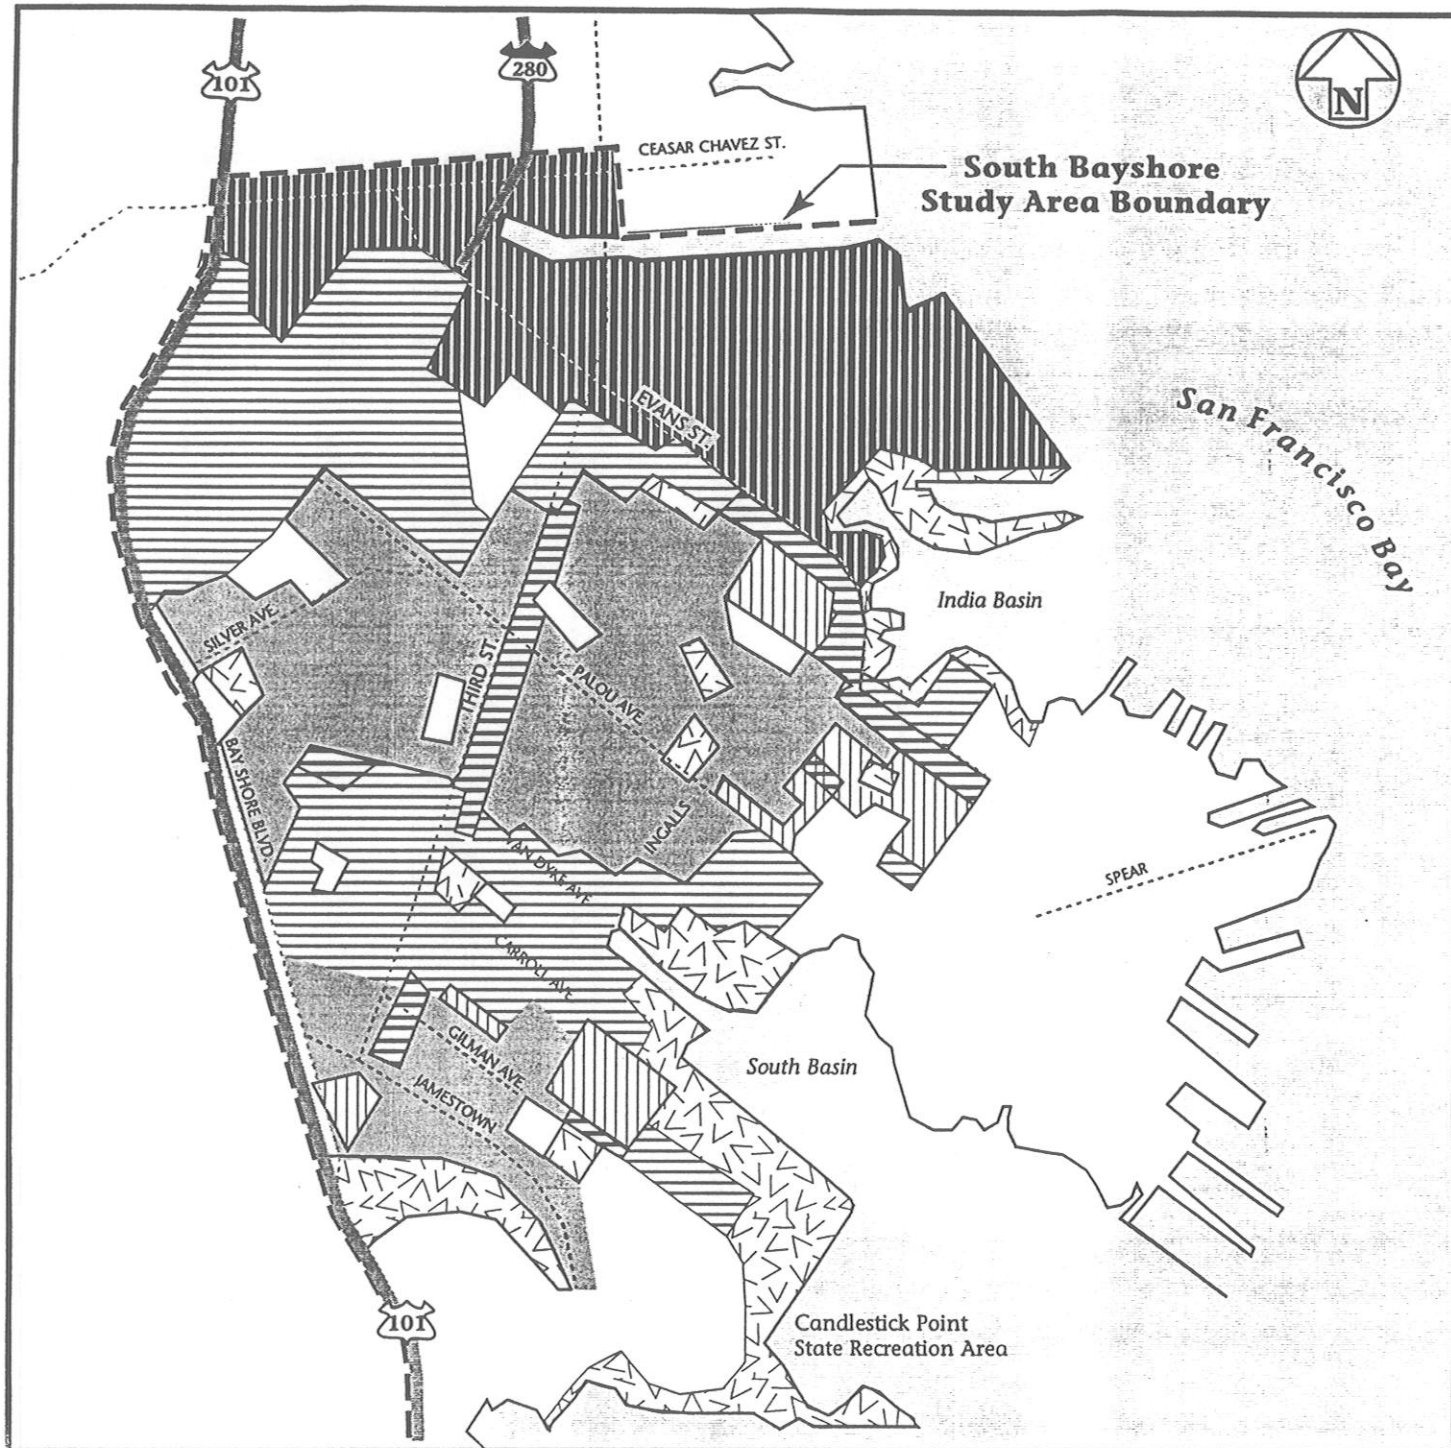 101
280
N
CEASAR CHAVEZ ST.
South Bayshore
Study Area Boundary
San Francisco Bay
EVANS ST.
India Basin
SILVER AVE.
THIRD ST.
PALOU AVE.
BAY SHORE BLVD.
INGALLS
VAN DYKE AVE
SPEAR
CARROLL AVE
GILMAN AVE.
South Basin
JAMESTOWN
101
Candlestick Point
State Recreation Area